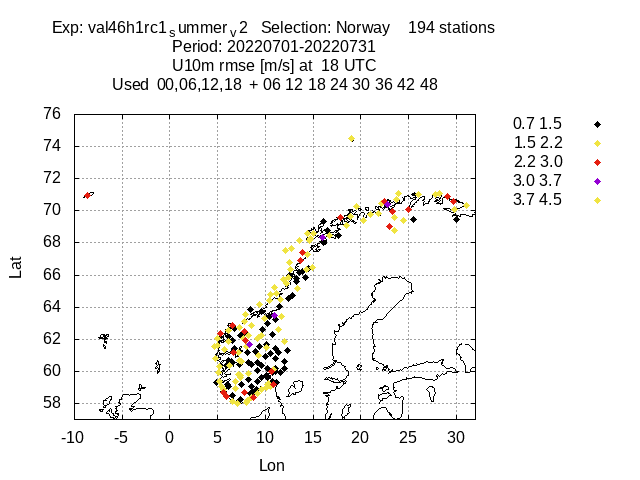 Exp: val46h1rc1summerv2 Selection: Norway 194 stations
Period: 20220701-20220731
U10m rmse [m/s] at 18 UTC
Used 00,06,12,18 + 06 12 18 24 30 36 42 48
0.7 1.5
1.5 2.2
2.2 3.0
3.0 3.7
3.7 4.5
76
74
72
70
68
66
64
62
60
58
Lat
-10 -5 0 5 10 15 20 25 30
Lon